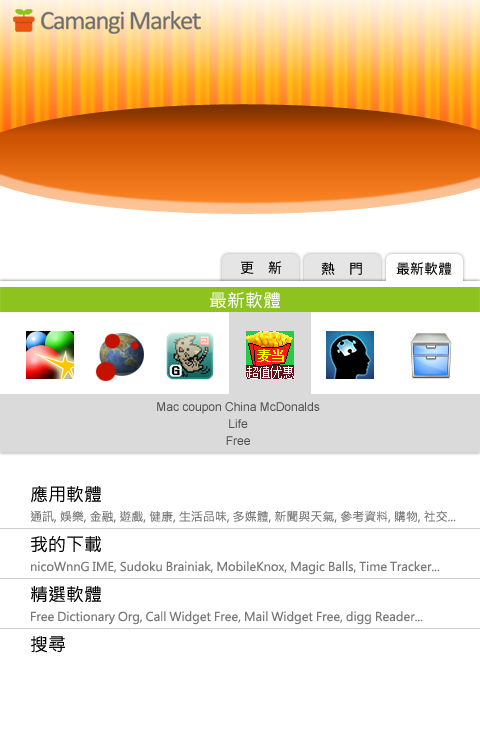 Camangi Market
更 新
熱 門
最新軟體
最新軟體
G
麦当
超值优惠
Mac coupon China McDonalds
Life
Free
應用軟體
通訊, 娛樂, 金融, 遊戲, 健康, 生活品味, 多媒體, 新聞與天氣, 參考資料, 購物, 社交...
我的下載
nicoWnnG IME, Sudoku Brainiak, MobileKnox, Magic Balls, Time Tracker...
精選軟體
Free Dictionary Org, Call Widget Free, Mail Widget Free, digg Reader...
搜尋